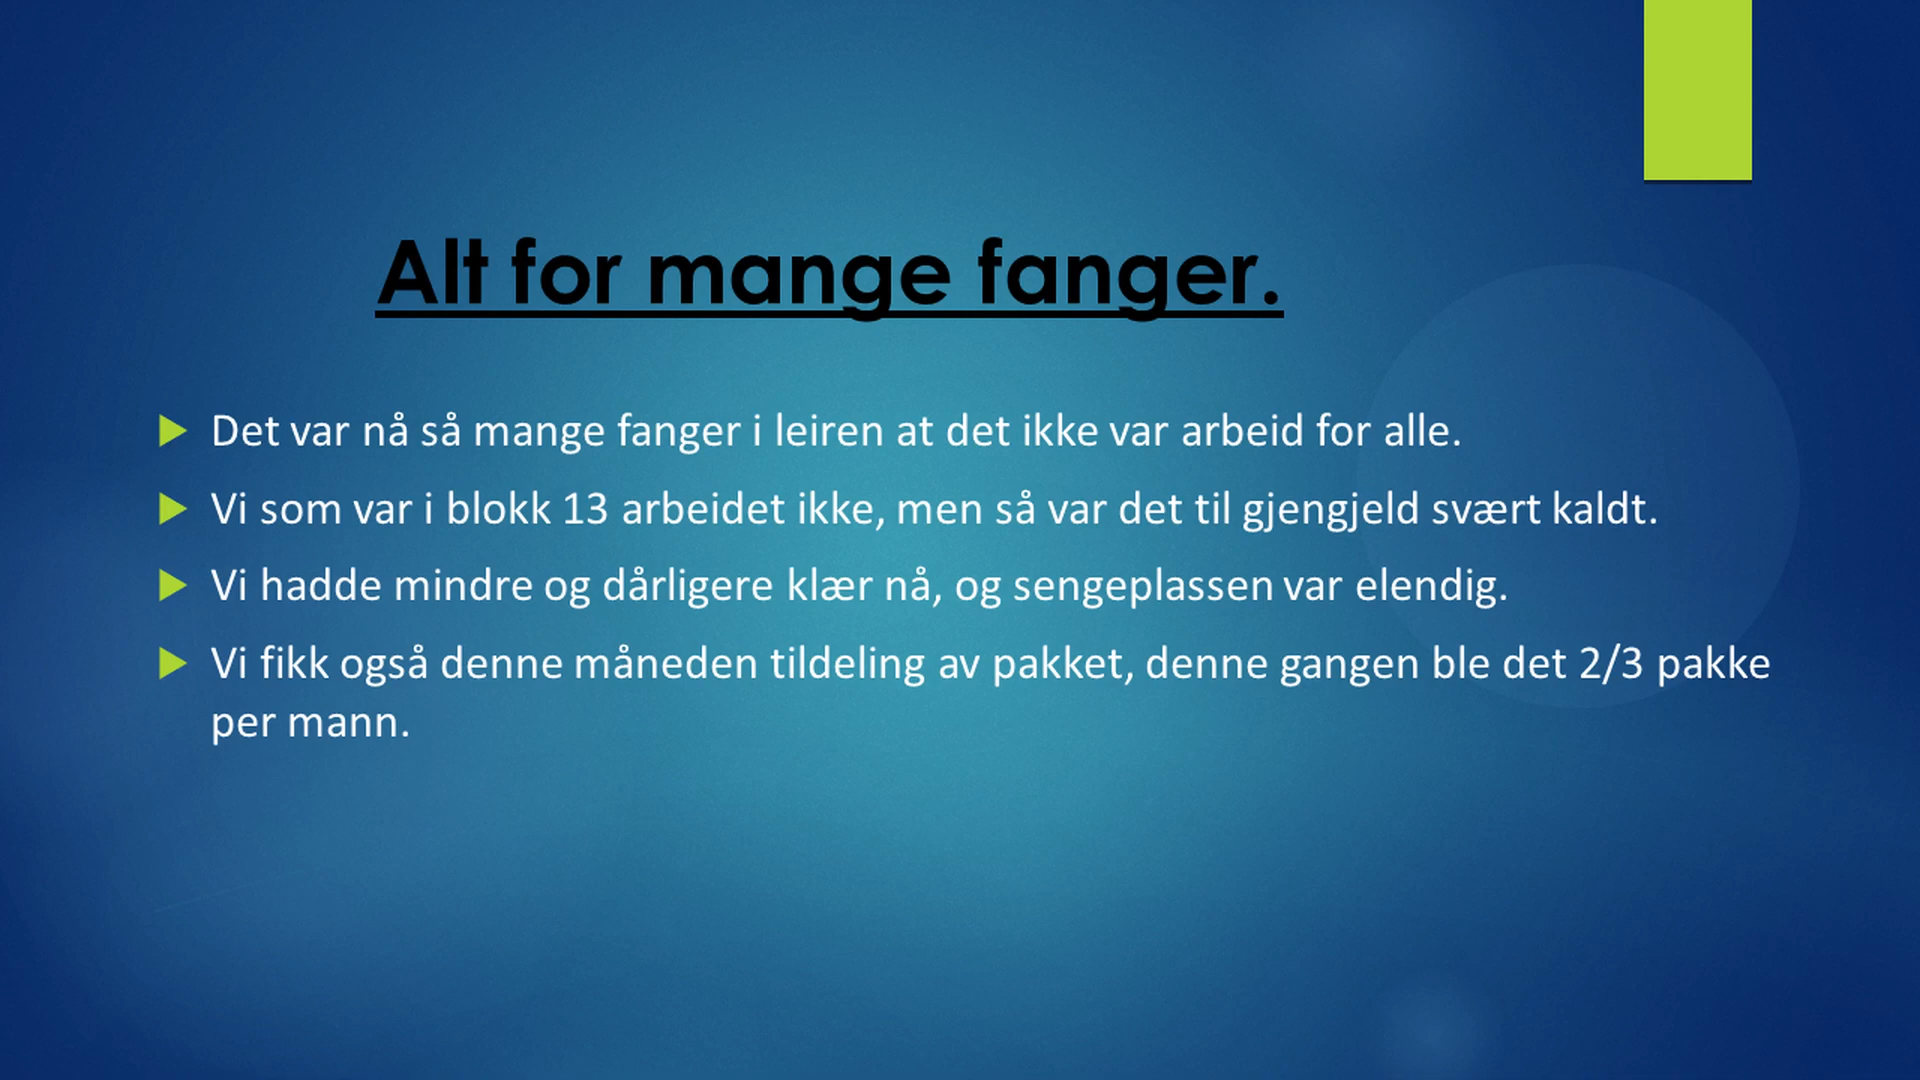 Alt for mange fanger.
Det var nå så mange fanger i leiren at det ikke var arbeid for alle.
Vi som var i blokk 13 arbeidet ikke, men så var det til gjengjeld svært kaldt.
Vi hadde mindre og dårligere klær nå, og sengeplassen var elendig.
Vi fikk også denne måneden tildeling av pakket, denne gangen ble det 2/3 pakke
per mann.